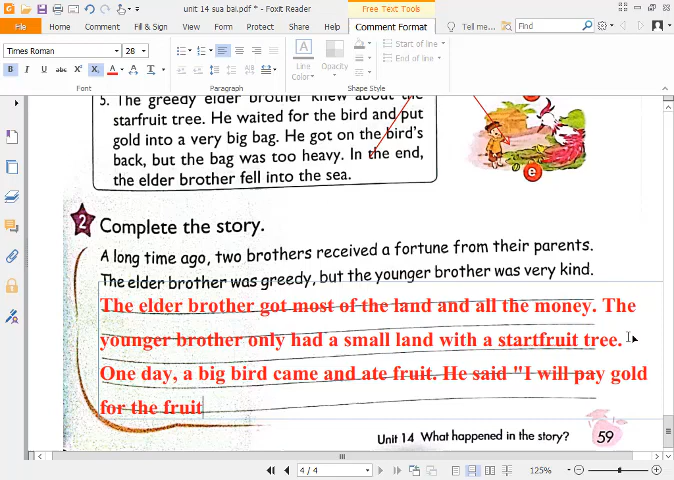 unit 14 sua bai.pdf * - Foxit Reader
Free Text Tools
File
Home
Comment
Fill & Sign
View
Form
Protect
Share
Help
Comment Format
Tell me...
Find
Times Roman
28
B I U abc X² X₂ A T
Line Color
Opacity
Start of line
End of line
Font
Paragraph
Shape Style
5. The greedy elder brother knew about the
starfruit tree. He waited for the bird and put
gold into a very big bag. He got on the bird's
back, but the bag was too heavy. In the end,
the elder brother fell into the sea.
e
2 Complete the story.
A long time ago, two brothers received a fortune from their parents.
The elder brother was greedy, but the younger brother was very kind.
The elder brother got most of the land and all the money. The
younger brother only had a small land with a startfruit tree.
One day, a big bird came and ate fruit. He said "I will pay gold
for the fruit
Unit 14 What happened in the story? 59
4 / 4
125%